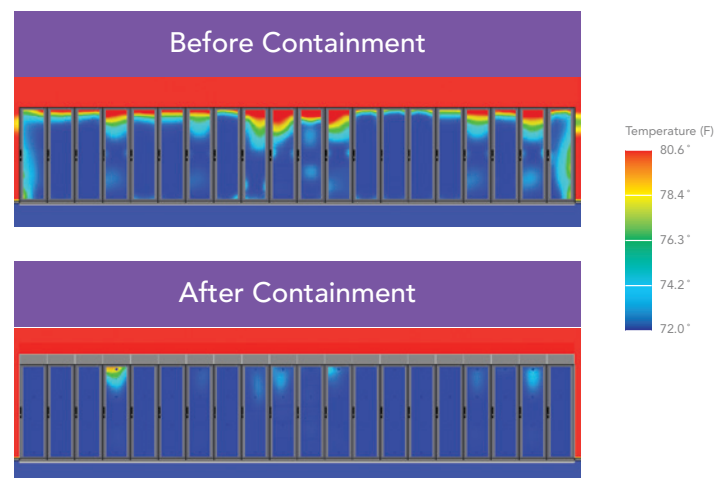 Before Containment
Temperature (F)
80.6˚
78.4˚
76.3˚
74.2˚
72.0˚
After Containment